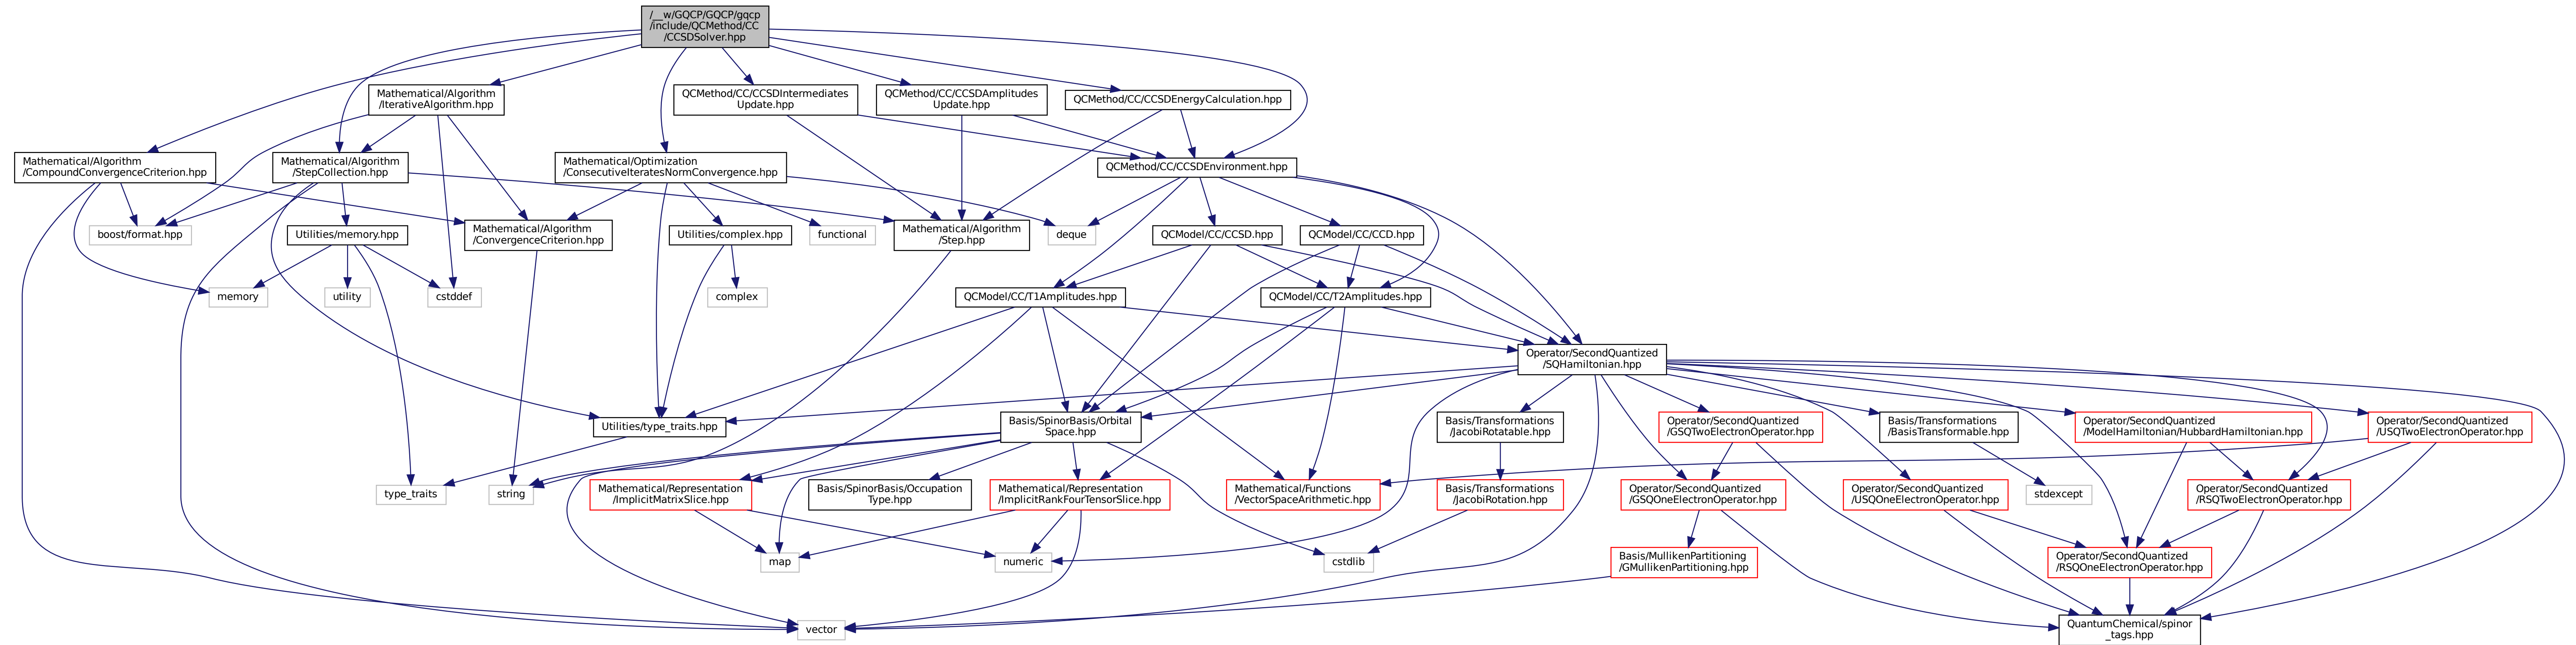 /__w/GQCP/GQCP/gqcp
/include/QCMethod/CC
/CCSDSolver.hpp
Mathematical/Algorithm
/IterativeAlgorithm.hpp
QCMethod/CC/CCSDIntermediates
Update.hpp
QCMethod/CC/CCSDAmplitudes
Update.hpp
QCMethod/CC/CCSDEnergyCalculation.hpp
Mathematical/Algorithm
/CompoundConvergenceCriterion.hpp
Mathematical/Algorithm
/StepCollection.hpp
Mathematical/Optimization
/ConsecutiveIteratesNormConvergence.hpp
QCMethod/CC/CCSDEnvironment.hpp
boost/format.hpp
Utilities/memory.hpp
Mathematical/Algorithm
/ConvergenceCriterion.hpp
Utilities/complex.hpp
functional
Mathematical/Algorithm
/Step.hpp
deque
QCModel/CC/CCSD.hpp
QCModel/CC/CCD.hpp
memory
utility
cstddef
complex
QCModel/CC/T1Amplitudes.hpp
QCModel/CC/T2Amplitudes.hpp
Operator/SecondQuantized
/SQHamiltonian.hpp
Utilities/type_traits.hpp
Basis/SpinorBasis/Orbital
Space.hpp
Basis/Transformations
/JacobiRotatable.hpp
Operator/SecondQuantized
/GSQTwoElectronOperator.hpp
Basis/Transformations
/BasisTransformable.hpp
Operator/SecondQuantized
/ModelHamiltonian/HubbardHamiltonian.hpp
Operator/SecondQuantized
/USQTwoElectronOperator.hpp
type_traits
string
Mathematical/Representation
/ImplicitMatrixSlice.hpp
Basis/SpinorBasis/Occupation
Type.hpp
Mathematical/Representation
/ImplicitRankFourTensorSlice.hpp
Mathematical/Functions
/VectorSpaceArithmetic.hpp
Basis/Transformations
/JacobiRotation.hpp
Operator/SecondQuantized
/GSQOneElectronOperator.hpp
Operator/SecondQuantized
/USQOneElectronOperator.hpp
stdexcept
Operator/SecondQuantized
/RSQTwoElectronOperator.hpp
map
numeric
cstdlib
Basis/MullikenPartitioning
/GMullikenPartitioning.hpp
Operator/SecondQuantized
/RSQOneElectronOperator.hpp
vector
QuantumChemical/spinor
_tags.hpp